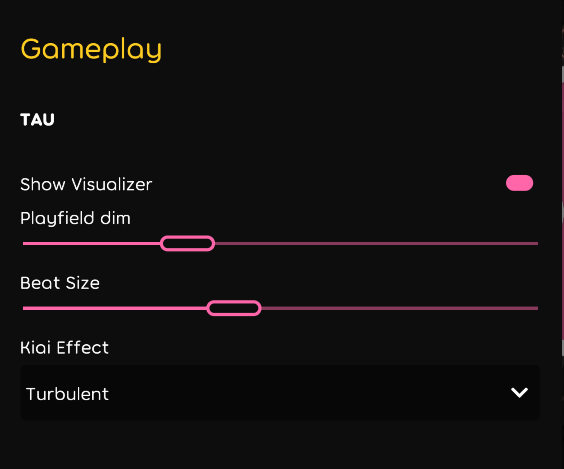 Gameplay
TAU
Show Visualizer
Playfield dim
Beat Size
Kiai Effect
Turbulent